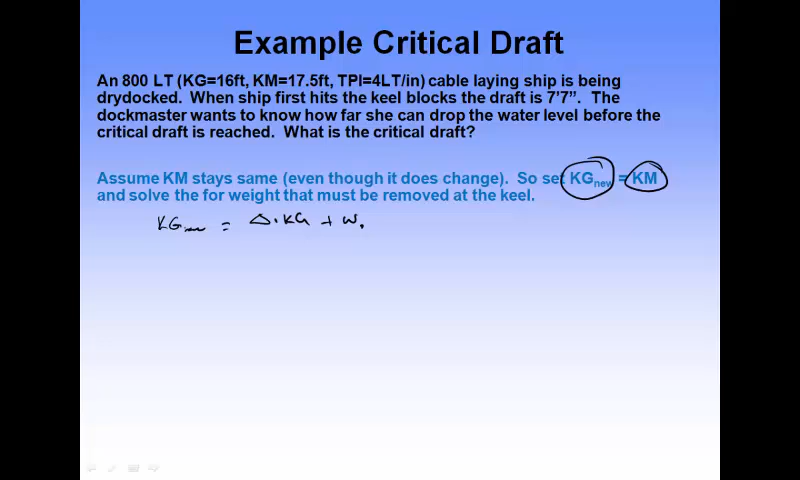 Example Critical Draft
An 800 LT (KG=16ft, KM=17.5ft, TPI=4LT/in) cable laying ship is being
drydocked. When ship first hits the keel blocks the draft is 7'7". The
dockmaster wants to know how far she can drop the water level before the
critical draft is reached. What is the critical draft?
Assume KM stays same (even though it does change). So set KGnew = KM
and solve the for weight that must be removed at the keel.
KGnew = Δ·KG + w.